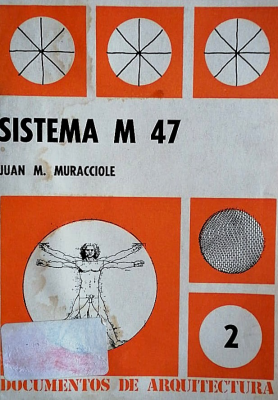 SISTEMA M 47
JUAN M. MURACCIOLE
2
DOCUMENTOS DE ARQUITECTURA